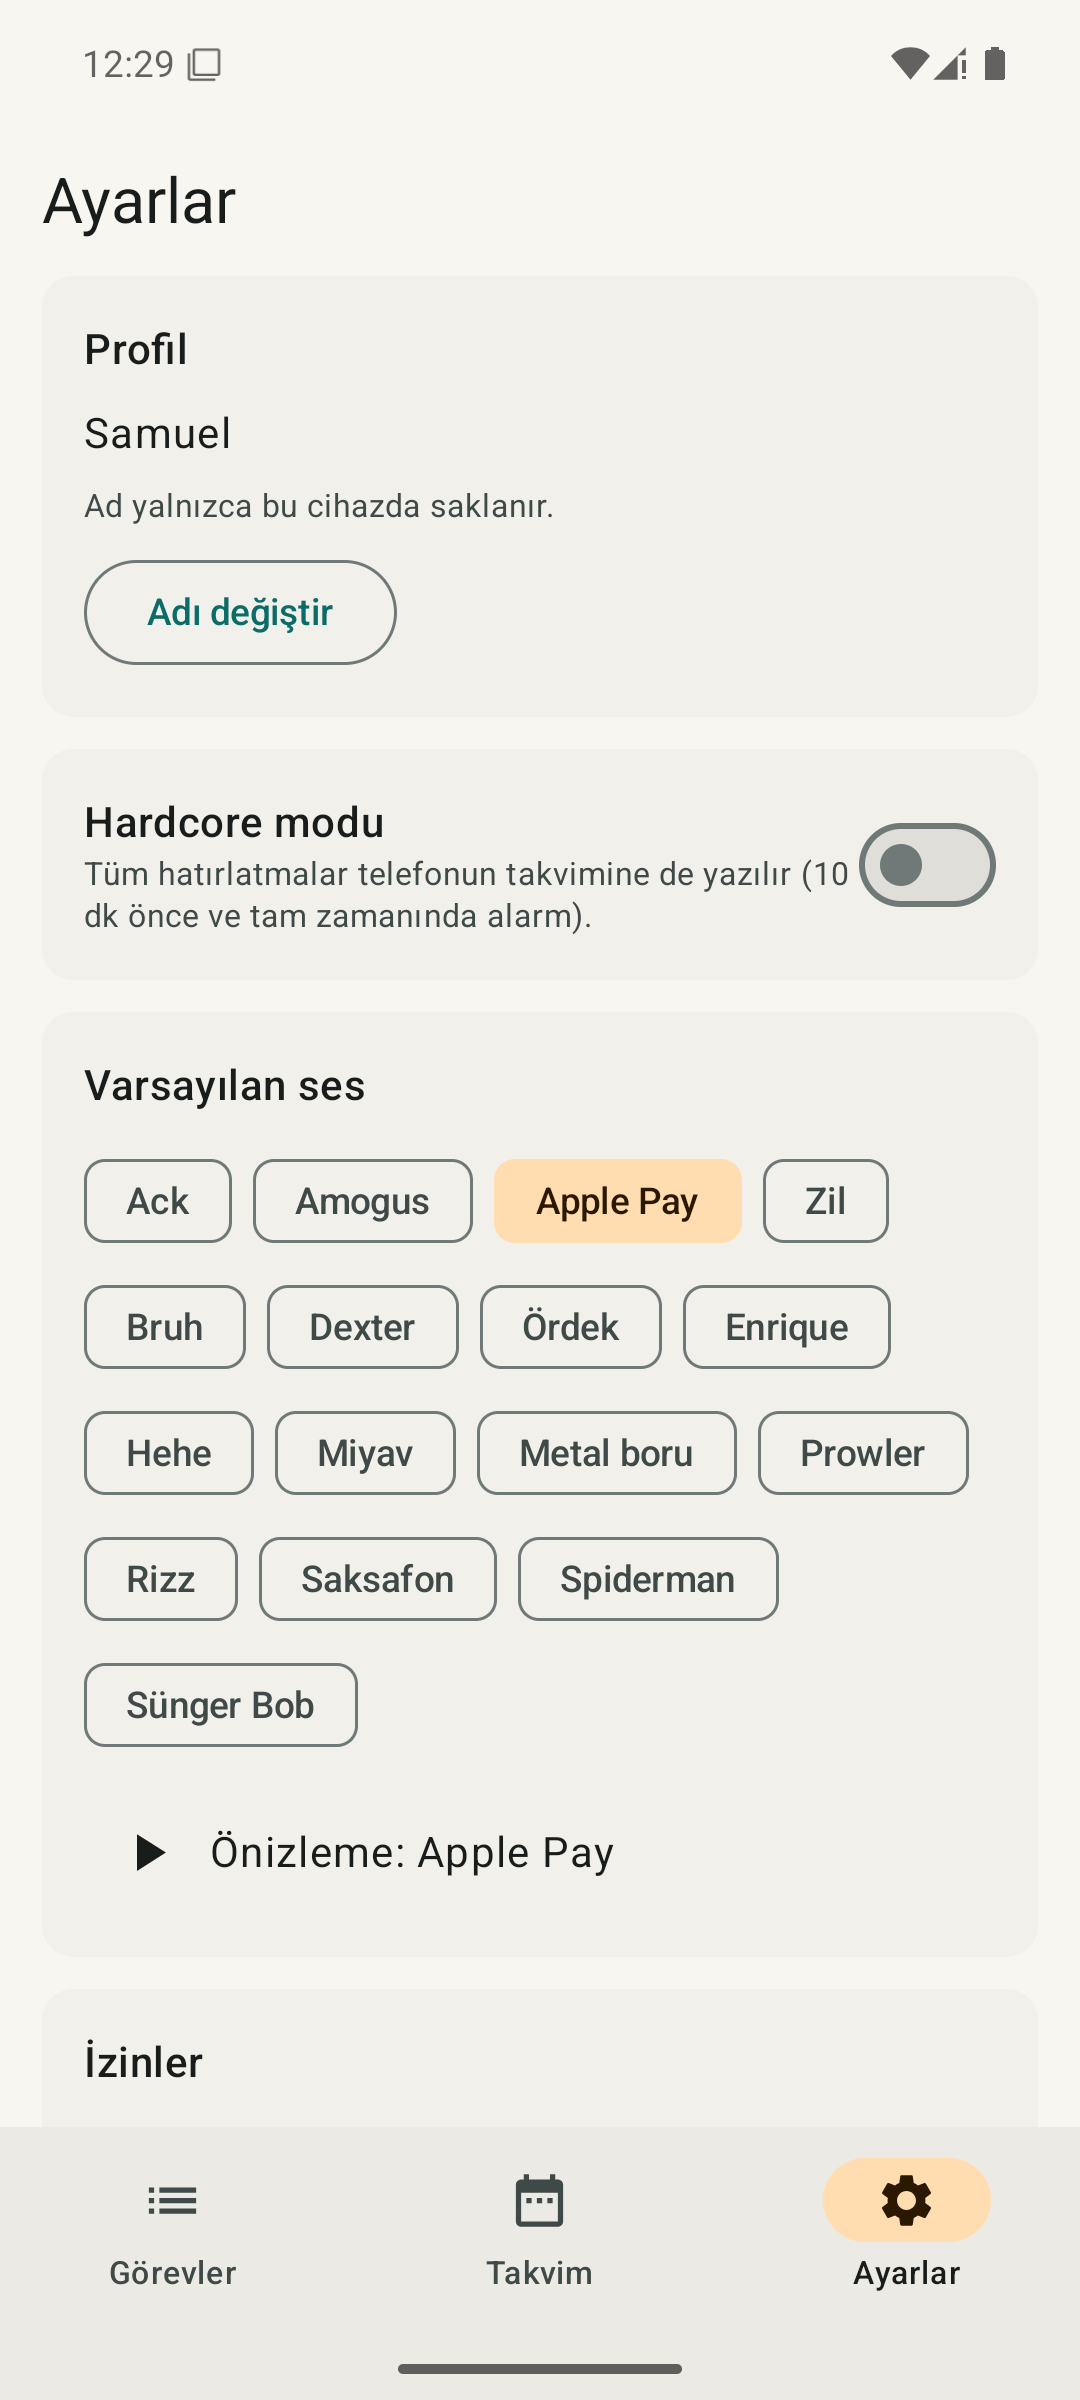 12:29
Ayarlar
Profil
Samuel
Ad yalnızca bu cihazda saklanır.
Adı değiştir
Hardcore modu
Tüm hatırlatmalar telefonun takvimine de yazılır (10
dk önce ve tam zamanında alarm).
Varsayılan ses
Ack Amogus Apple Pay Zil
Bruh Dexter Ördek Enrique
Hehe Miyav Metal boru Prowler
Rizz Saksafon Spiderman
Sünger Bob
Önizleme: Apple Pay
İzinler
Görevler Takvim Ayarlar